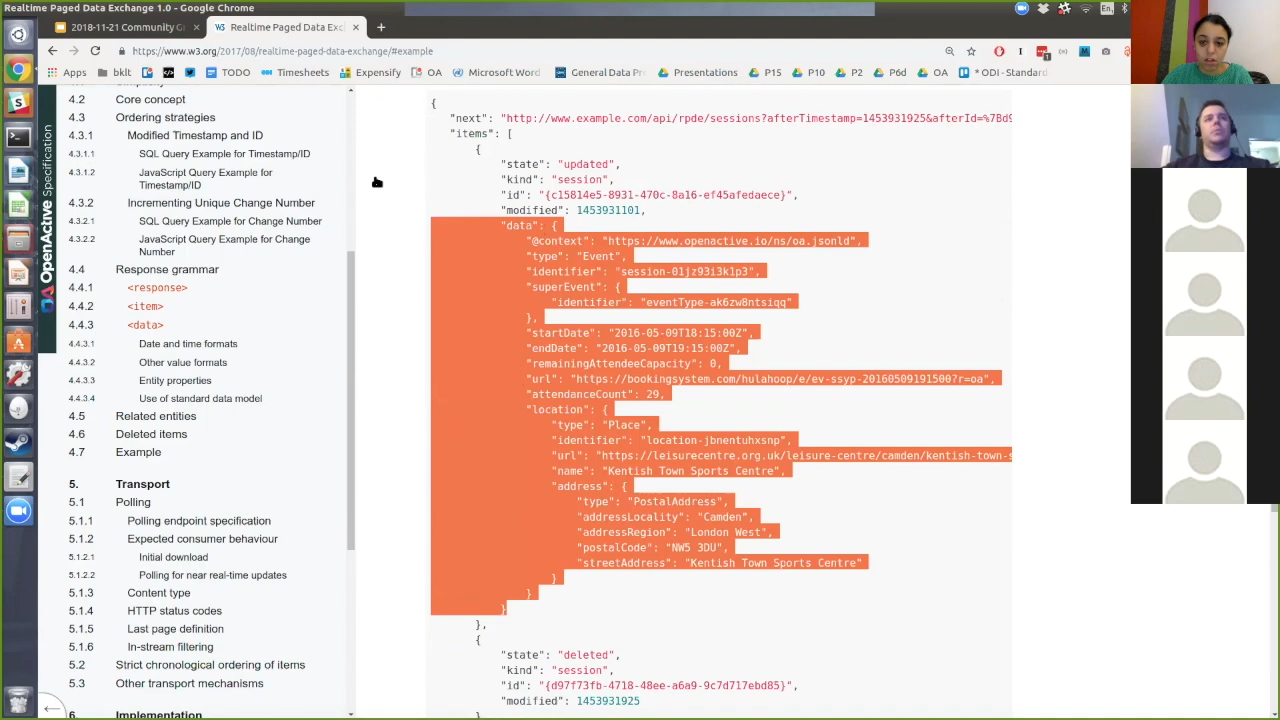 Realtime Paged Data Exchange 1.0 - Google Chrome
En
2018-11-21 Community G
W3C Realtime Paged Data Exch
https://www.w3.org/2017/08/realtime-paged-data-exchange/#example
Apps bklt TODO Timesheets Expensify OA Microsoft Word General Data Pr Presentations P15 P10 P2 P6d OA * ODI - Standard
OpenActive Specification
4.2 Core concept
4.3 Ordering strategies
4.3.1 Modified Timestamp and ID
4.3.1.1 SQL Query Example for Timestamp/ID
4.3.1.2 JavaScript Query Example for
Timestamp/ID
4.3.2 Incrementing Unique Change Number
4.3.2.1 SQL Query Example for Change Number
4.3.2.2 JavaScript Query Example for Change
Number
4.4 Response grammar
4.4.1 <response>
4.4.2 <item>
4.4.3 <data>
4.4.3.1 Date and time formats
4.4.3.2 Other value formats
4.4.3.3 Entity properties
4.4.3.4 Use of standard data model
4.5 Related entities
4.6 Deleted items
4.7 Example
5. Transport
5.1 Polling
5.1.1 Polling endpoint specification
5.1.2 Expected consumer behaviour
5.1.2.1 Initial download
5.1.2.2 Polling for near real-time updates
5.1.3 Content type
5.1.4 HTTP status codes
5.1.5 Last page definition
5.1.6 In-stream filtering
5.2 Strict chronological ordering of items
5.3 Other transport mechanisms
6. Implementation
{
"next": "http://www.example.com/api/rpde/sessions?afterTimestamp=1453931925&afterId=%7Bd9
"items": [
{
"state": "updated",
"kind": "session",
"id": "{c15814e5-8931-470c-8a16-ef45afedaece}",
"modified": 1453931101,
"data": {
"@context": "https://www.openactive.io/ns/oa.jsonld",
"type": "Event",
"identifier": "session-01jz93i3k1p3",
"superEvent": {
"identifier": "eventType-ak6zw8ntsiqq"
},
"startDate": "2016-05-09T18:15:00Z",
"endDate": "2016-05-09T19:15:00Z",
"remainingAttendeeCapacity": 0,
"url": "https://bookingsystem.com/hulahoop/e/ev-ssyp-201605091915​00?r=oa",
"attendanceCount": 29,
"location": {
"type": "Place",
"identifier": "location-jbnentuhxsnp",
"url": "https://leisurecentre.org.uk/leisure-centre/camden/kentish-town-s
"name": "Kentish Town Sports Centre",
"address": {
"type": "PostalAddress",
"addressLocality": "Camden",
"addressRegion": "London West",
"postalCode": "NW5 3DU",
"streetAddress": "Kentish Town Sports Centre"
}
}
}
},
{
"state": "deleted",
"kind": "session",
"id": "{d97f73fb-4718-48ee-a6a9-9c7d717ebd85}",
"modified": 1453931925
}